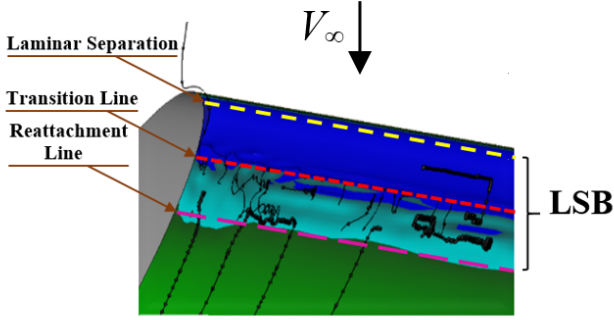 V∞
Laminar Separation
Transition Line
Reattachment
Line
LSB